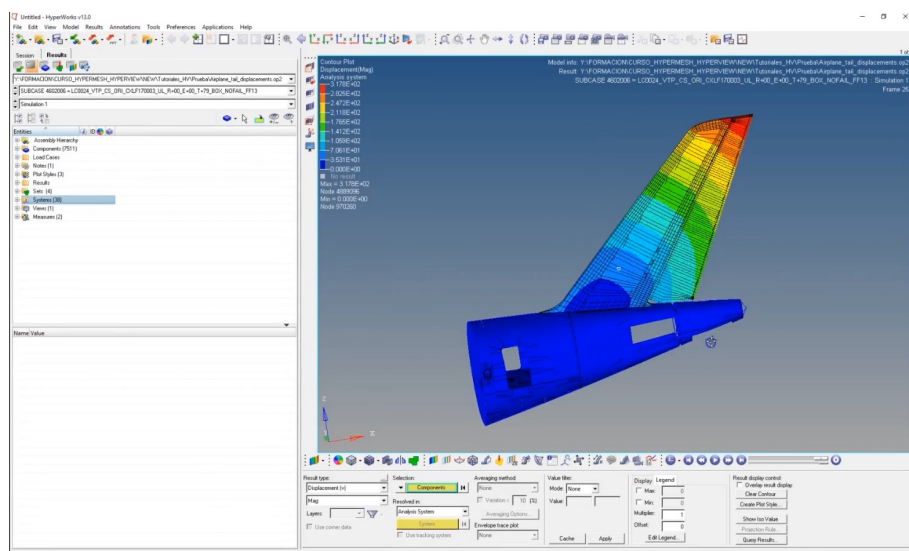 Untitled - HyperWorks v13.0
File Edit View Model Results Annotations Tools Preferences Applications Help
1 of
Session Results
Y:\FORMACION\CURSO_HYPERMESH_HYPERVIEW\NEW\Tutoriales_HV\Prueba\Airplane_tail_displacements.op2
SUBCASE 4602006 = LC0024_VTP_CS_ORI_CXLF170003_UL_R=00_E=00_T+79_BOX_NOFAIL_FF13
Simulation 1
Entities ID
Assembly Hierarchy
Components (7511)
Load Cases
Notes (1)
Plot Styles (3)
Results
Sets (4)
Systems (38)
Views (1)
Measures (2)
Name Value
Contour Plot
Displacement(Mag)
Analysis system
3.178E+02
2.825E+02
2.472E+02
2.118E+02
1.765E+02
1.412E+02
1.059E+02
7.061E+01
3.531E+01
0.000E+00
No result
Max = 3.178E+02
Node 4889096
Min = 0.000E+00
Node 970260
Model info: Y:\FORMACION\CURSO_HYPERMESH_HYPERVIEW\NEW\Tutoriales_HV\Prueba\Airplane_tail_displacements.op2
Result: Y:\FORMACION\CURSO_HYPERMESH_HYPERVIEW\NEW\Tutoriales_HV\Prueba\Airplane_tail_displacements.op2
SUBCASE 4602006 = LC0024_VTP_CS_ORI_CXLF170003_UL_R=00_E=00_T+79_BOX_NOFAIL_FF13 : Simulation 1
Frame 26
Z
X
Result type:
Displacement (v)
Mag
Layers:
Use corner data
Selection:
Components
Resolved in:
Analysis System
System
Use tracking system
Averaging method:
None
Variation < 10 (%)
Averaging Options...
Envelope trace plot:
None
Value filter:
Mode: None
Value:
Cache Apply
Display Legend
Max: 0
Min: 0
Multiplier: 1
Offset: 0
Edit Legend...
Result display control:
Overlay result display
Clear Contour
Create Plot Style...
Show Iso Value
Projection Rule...
Query Results...